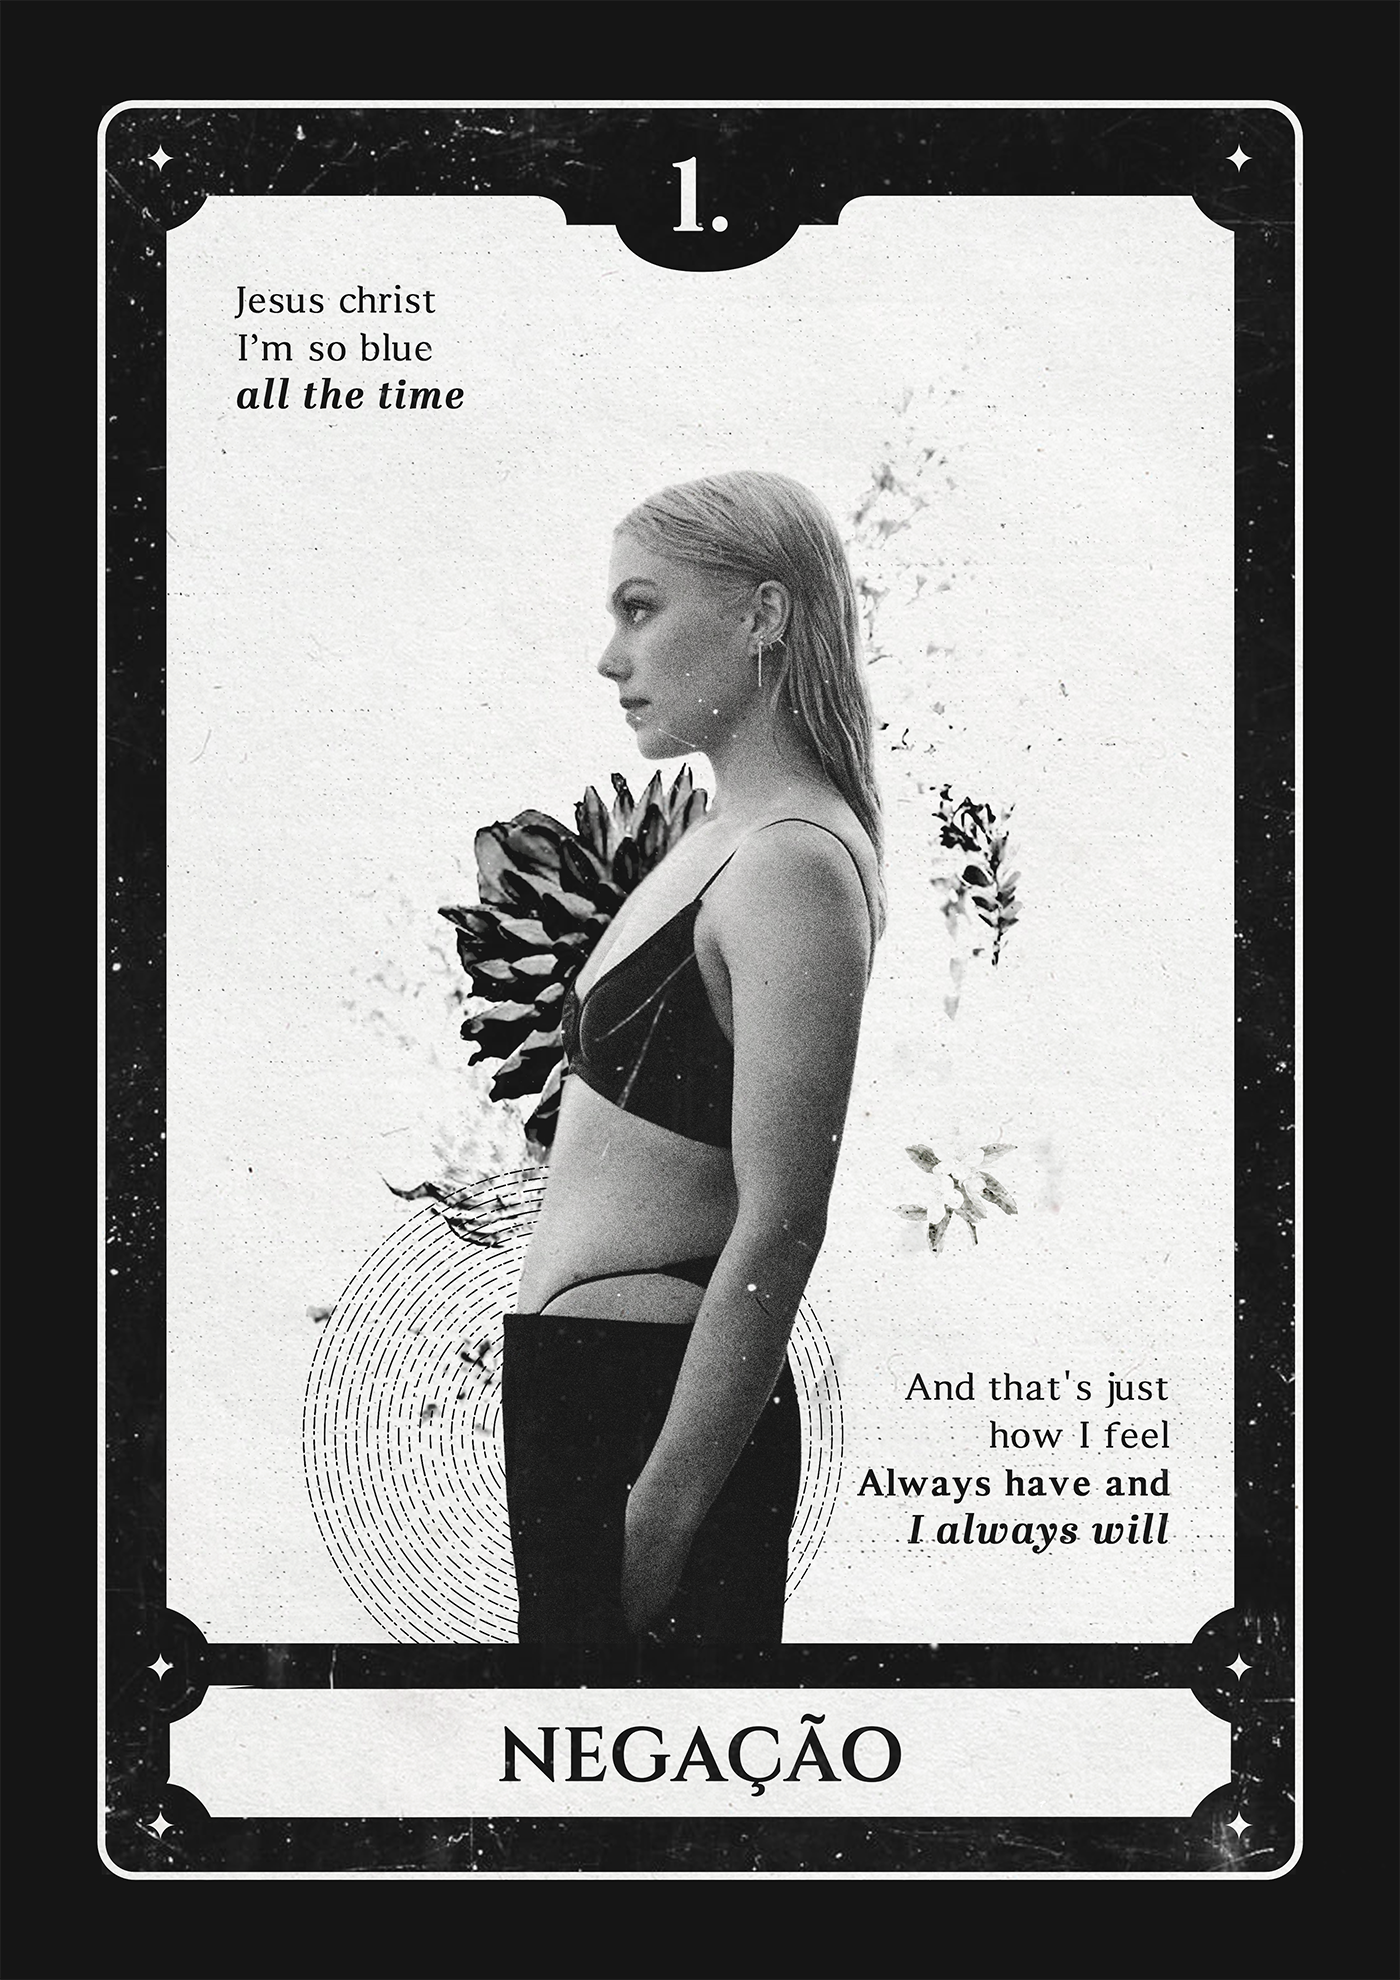 1.
Jesus christ
I’m so blue
all the time
And that's just
how I feel
Always have and
I always will
NEGAÇÃO